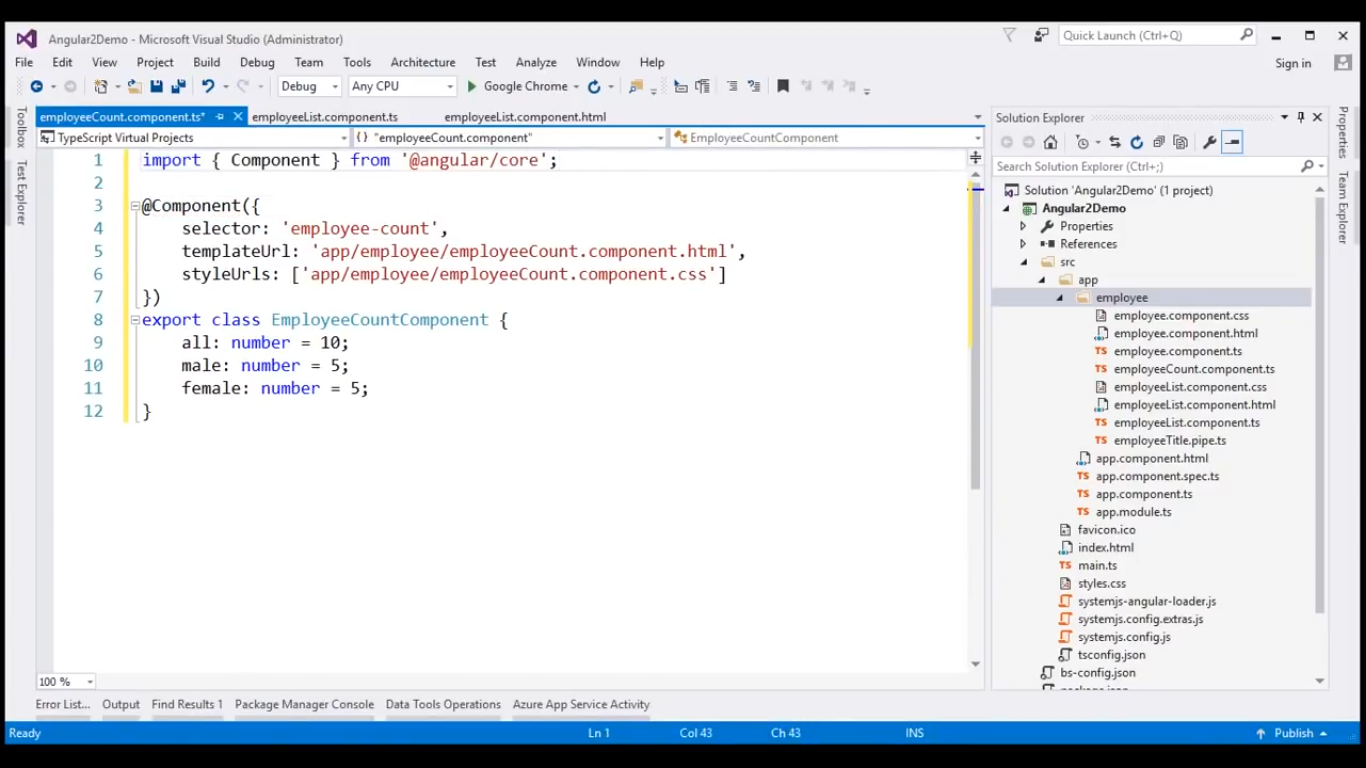 Angular2Demo - Microsoft Visual Studio (Administrator)
Quick Launch (Ctrl+Q)
File Edit View Project Build Debug Team Tools Architecture Test Analyze Window Help
Sign in
Debug Any CPU Google Chrome
Toolbox
Test Explorer
employeeCount.component.ts* employeeList.component.ts employeeList.component.html
TypeScript Virtual Projects {} "employeeCount.component" EmployeeCountComponent
1 import { Component } from '@angular/core';
2
3 @Component({
4 selector: 'employee-count',
5 templateUrl: 'app/employee/employeeCount.component.html',
6 styleUrls: ['app/employee/employeeCount.component.css']
7 })
8 export class EmployeeCountComponent {
9 all: number = 10;
10 male: number = 5;
11 female: number = 5;
12 }
100 %
Solution Explorer
Search Solution Explorer (Ctrl+;)
Solution 'Angular2Demo' (1 project)
Angular2Demo
Properties
References
src
app
employee
employee.component.css
employee.component.html
employee.component.ts
employeeCount.component.ts
employeeList.component.css
employeeList.component.html
employeeList.component.ts
employeeTitle.pipe.ts
app.component.html
app.component.spec.ts
app.component.ts
app.module.ts
favicon.ico
index.html
main.ts
styles.css
systemjs-angular-loader.js
systemjs.config.extras.js
systemjs.config.js
tsconfig.json
bs-config.json
Properties
Team Explorer
Error List... Output Find Results 1 Package Manager Console Data Tools Operations Azure App Service Activity
Ready Ln 1 Col 43 Ch 43 INS Publish